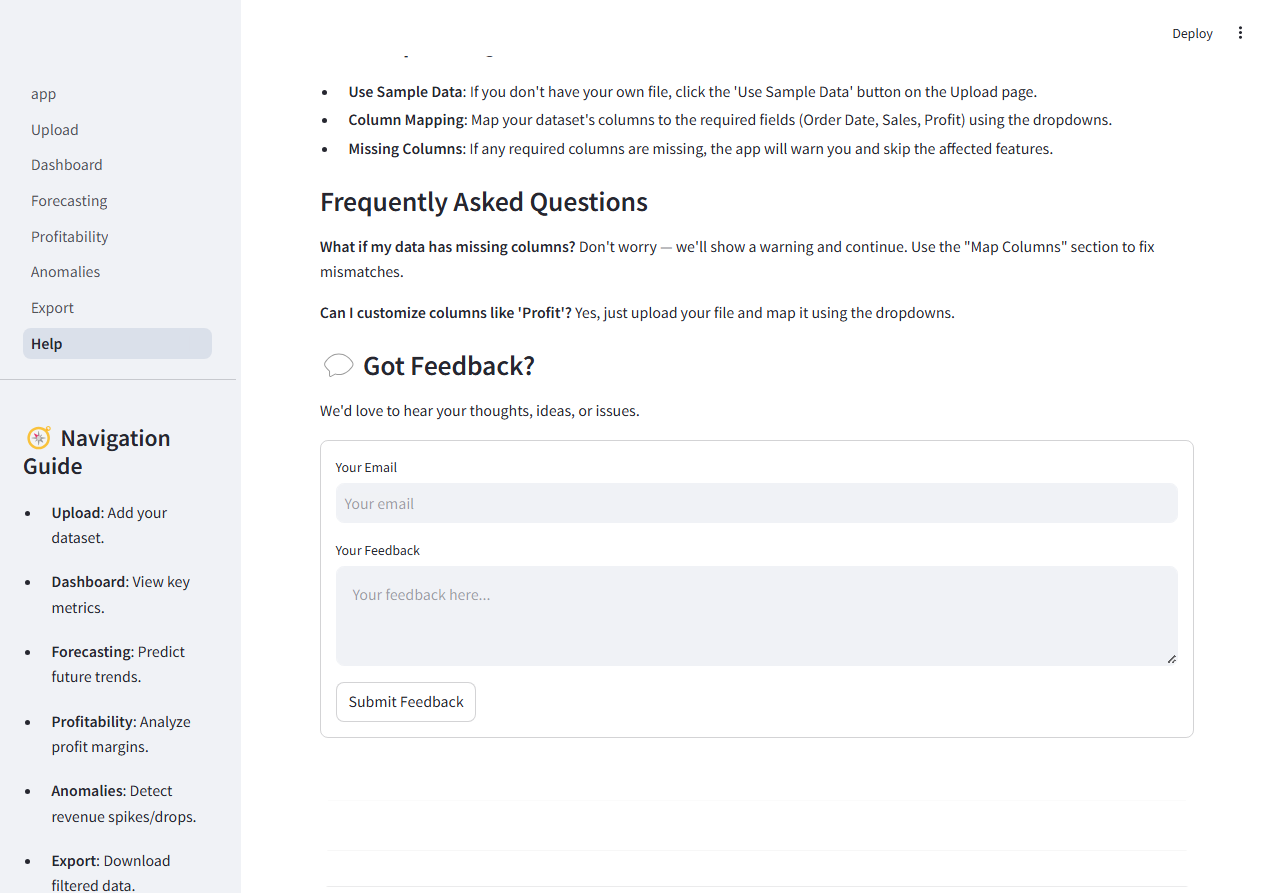 Deploy
app
Upload
Dashboard
Forecasting
Profitability
Anomalies
Export
Help
Navigation
Guide
Upload: Add your
dataset.
Dashboard: View key
metrics.
Forecasting: Predict
future trends.
Profitability: Analyze
profit margins.
Anomalies: Detect
revenue spikes/drops.
Export: Download
filtered data.
Use Sample Data: If you don't have your own file, click the 'Use Sample Data' button on the Upload page.
Column Mapping: Map your dataset's columns to the required fields (Order Date, Sales, Profit) using the dropdowns.
Missing Columns: If any required columns are missing, the app will warn you and skip the affected features.
Frequently Asked Questions
What if my data has missing columns? Don't worry — we'll show a warning and continue. Use the "Map Columns" section to fix
mismatches.
Can I customize columns like 'Profit'? Yes, just upload your file and map it using the dropdowns.
Got Feedback?
We'd love to hear your thoughts, ideas, or issues.
Your Email
Your email
Your Feedback
Your feedback here...
Submit Feedback